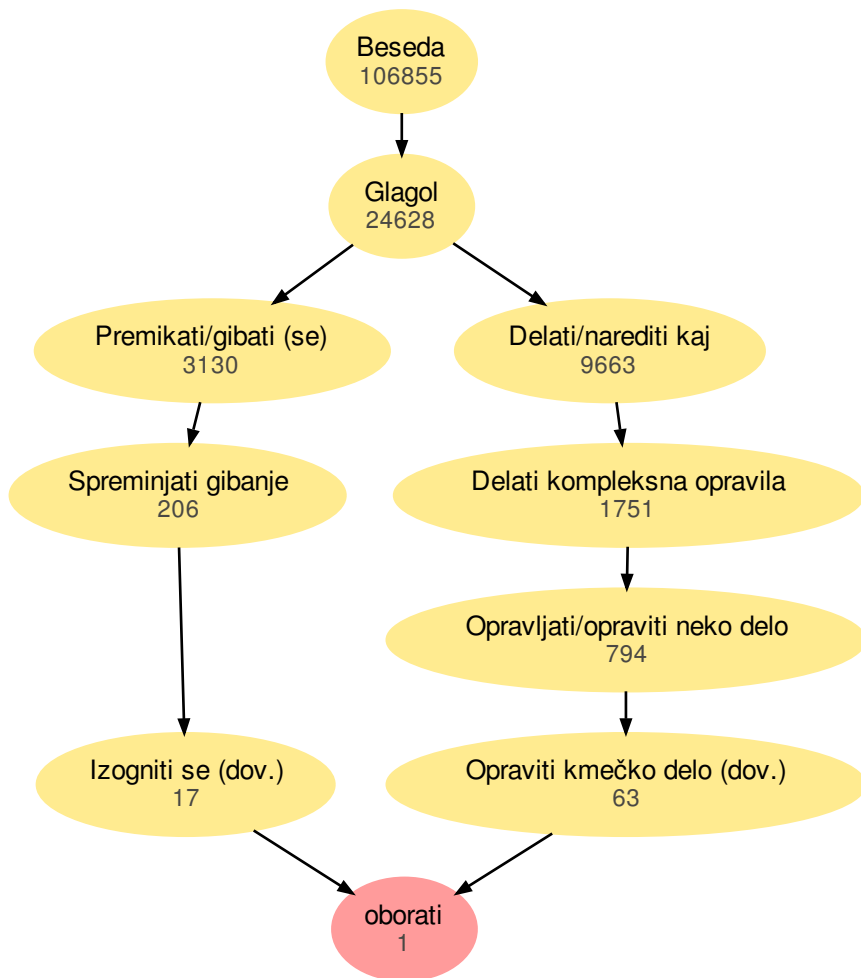 Beseda
106855
Glagol
24628
Premikati/gibati (se)
3130
Delati/narediti kaj
9663
Spreminjati gibanje
206
Delati kompleksna opravila
1751
Opravljati/opraviti neko delo
794
Izogniti se (dov.)
17
Opraviti kmečko delo (dov.)
63
oborati
1